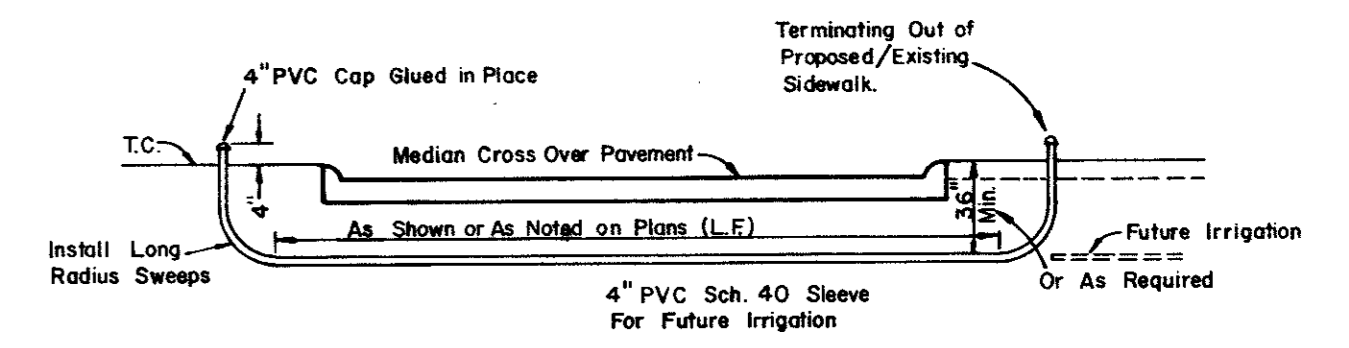 Terminating Out of
Proposed/Existing
Sidewalk.
4" PVC Cap Glued in Place
T.C.
Median Cross Over Pavement
4"
36"
Min.
As Shown or As Noted on Plans (L.F.)
Install Long
Radius Sweeps
Future Irrigation
Or As Required
4" PVC Sch. 40 Sleeve
For Future Irrigation